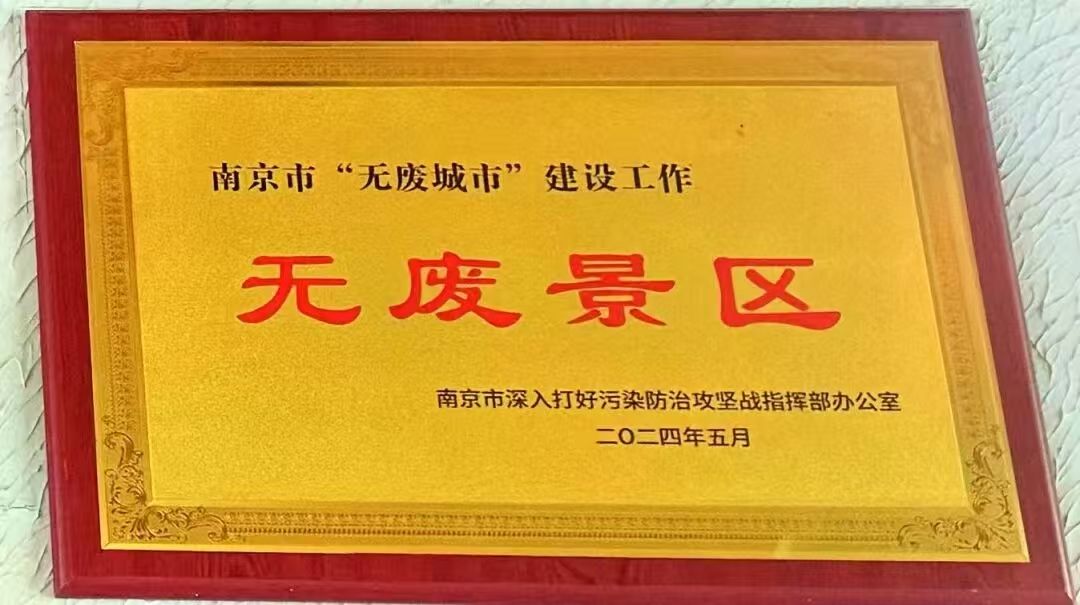 南京市“无废城市”建设工作
无废景区
南京市深入打好污染防治攻坚战指挥部办公室
二〇二四年五月